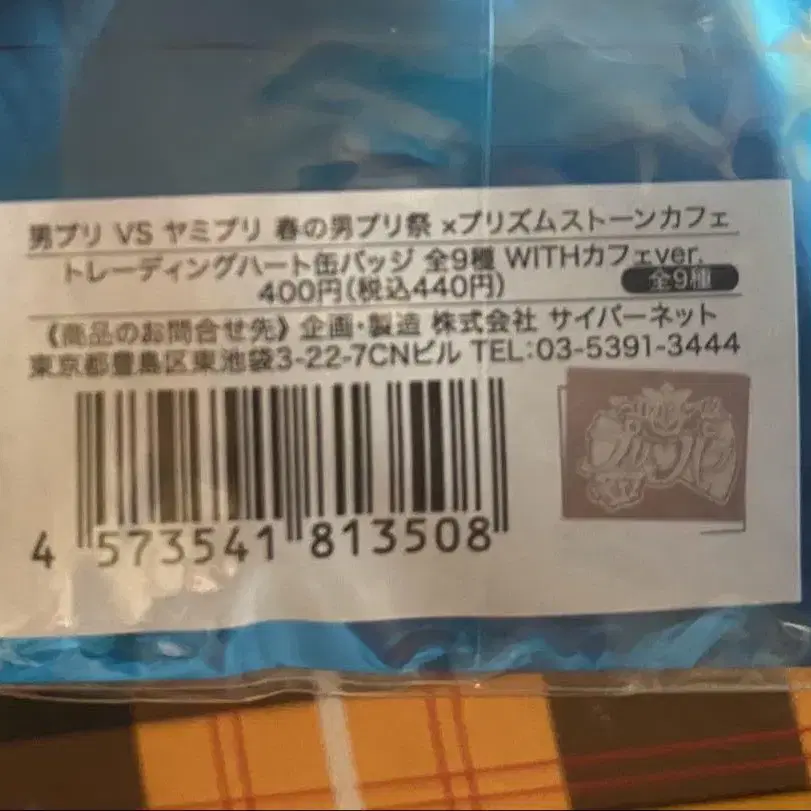 男プリ VS ヤミプリ 春の男プリ祭 ×プリズムストーンカフェ
トレーディングハート缶バッジ 全9種 WITHカフェver.
400円(税込440円) 全9種
《商品のお問合せ先》 企画・製造 株式会社 サイバーネット
東京都豊島区東池袋3-22-7CNビル TEL:03-5391-3444
4 573541 813508